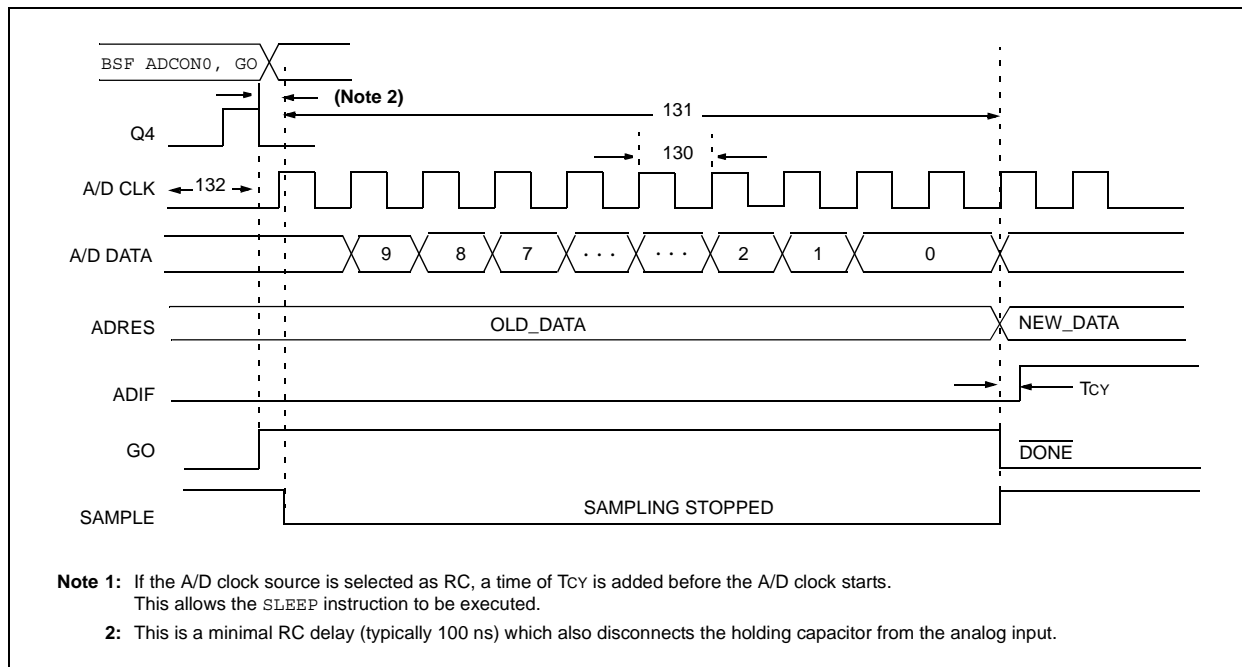 BSF ADCON0, GO
(Note 2)
131
Q4
130
A/D CLK
132
A/D DATA
9 8 7 · · · · · · 2 1 0
ADRES
OLD_DATA
NEW_DATA
ADIF
TCY
GO
DONE
SAMPLE
SAMPLING STOPPED
Note 1: If the A/D clock source is selected as RC, a time of TCY is added before the A/D clock starts.
This allows the SLEEP instruction to be executed.
2: This is a minimal RC delay (typically 100 ns) which also disconnects the holding capacitor from the analog input.